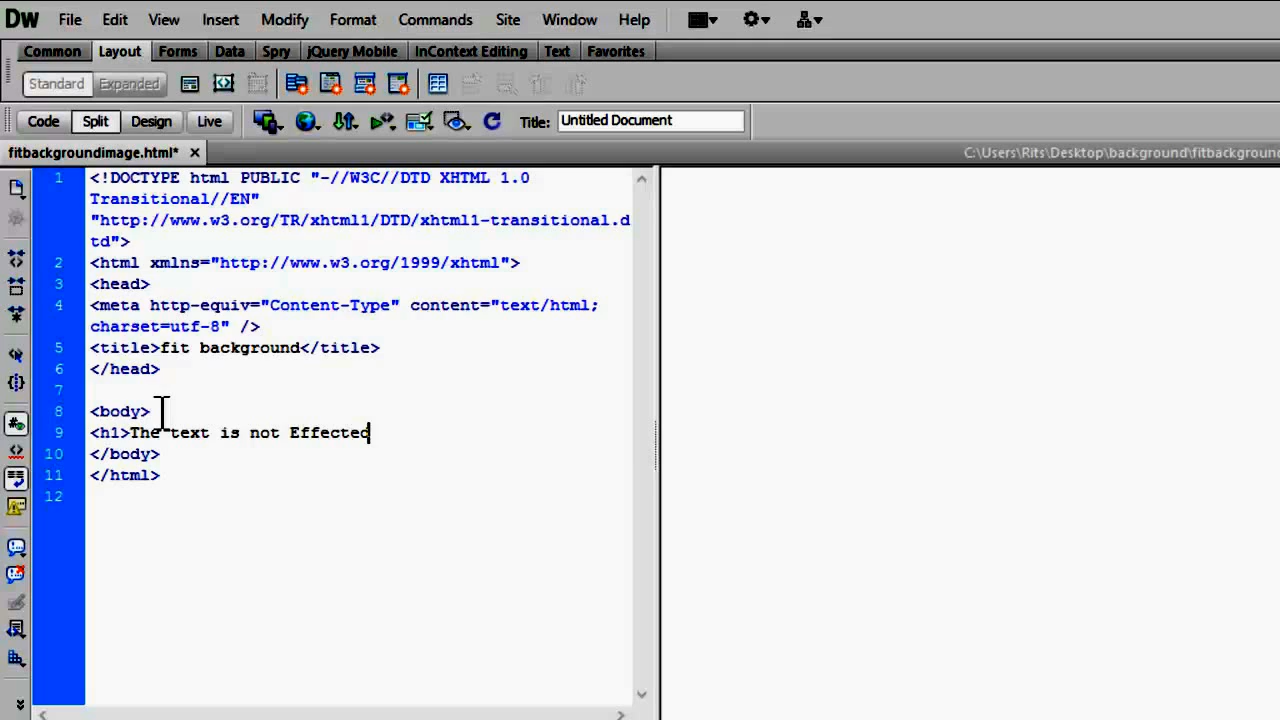 Dw File Edit View Insert Modify Format Commands Site Window Help
Common Layout Forms Data Spry jQuery Mobile InContext Editing Text Favorites
Standard Expanded
Code Split Design Live Title: Untitled Document
fitbackgroundimage.html* C:\Users\Rits\Desktop\background\fitbackground
1 <!DOCTYPE html PUBLIC "-//W3C//DTD XHTML 1.0
Transitional//EN"
"http://www.w3.org/TR/xhtml1/DTD/xhtml1-transitional.d
td">
2 <html xmlns="http://www.w3.org/1999/xhtml">
3 <head>
4 <meta http-equiv="Content-Type" content="text/html;
charset=utf-8" />
5 <title>fit background</title>
6 </head>
7
8 <body>
9 <h1>The text is not Effected
10 </body>
11 </html>
12